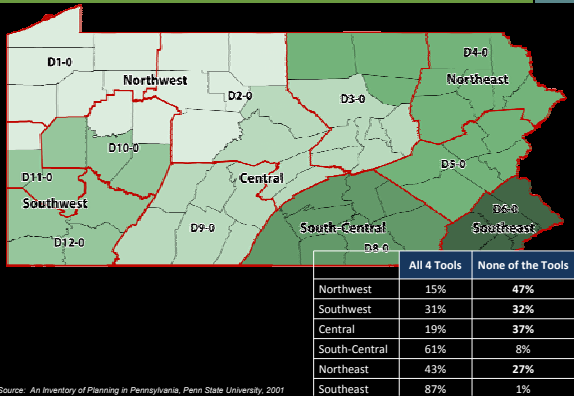 D4-0
D1-0
Northwest
Northeast
D2-0
D3-0
D10-0
D5-0
D11-0
Central
Southwest
D6-0
South-Central
Southeast
D9-0
D12-0
D8-0
All 4 Tools None of the Tools
Northwest 15% 47%
Southwest 31% 32%
Central 19% 37%
South-Central 61% 8%
Northeast 43% 27%
Southeast 87% 1%
Source: An Inventory of Planning in Pennsylvania, Penn State University, 2001